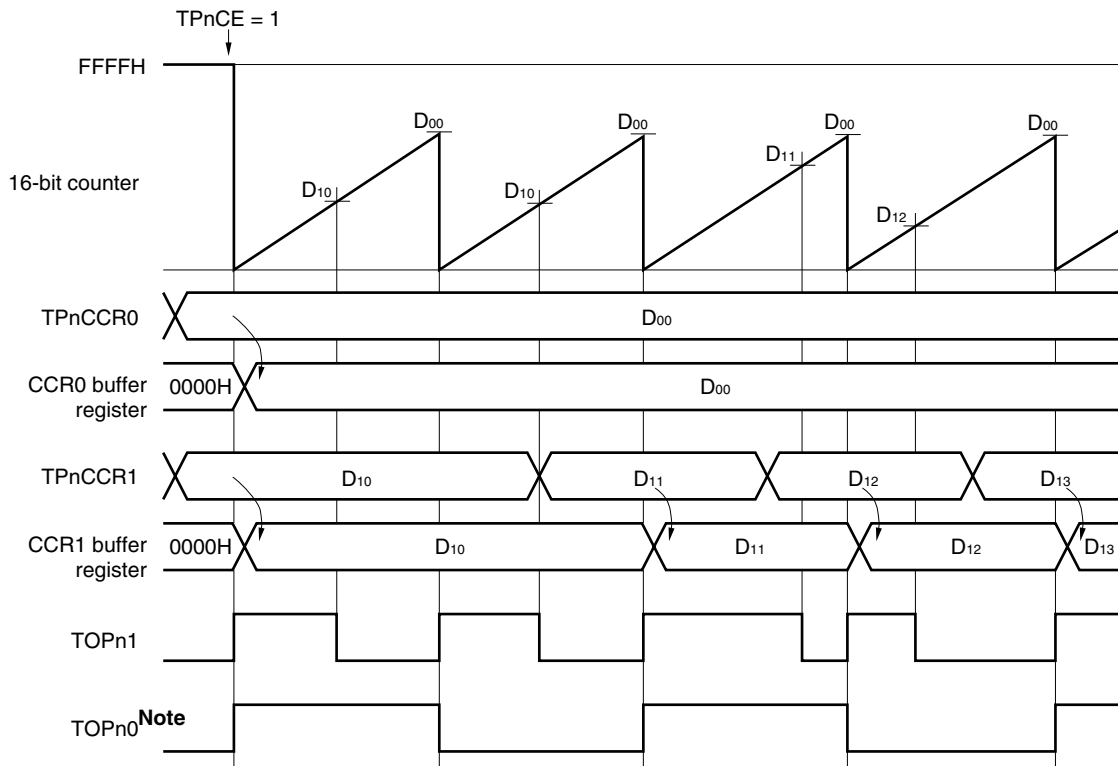 TPnCE = 1
FFFFH
16-bit counter
D00
D00
D00
D00
D10
D10
D11
D12
TPnCCR0
D00
CCR0 buffer
register
0000H
D00
TPnCCR1
D10
D11
D12
D13
CCR1 buffer
register
0000H
D10
D11
D12
D13
TOPn1
TOPn0Note